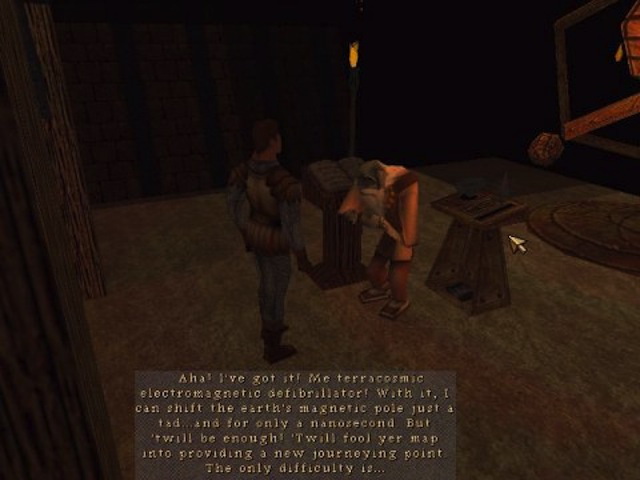 Aha! I've got it! Me terracosmic
electromagnetic defibrillator! With it, I
can shift the earth's magnetic pole just a
tad...and for only a nanosecond. But
'twill be enough! 'Twill fool yer map
into providing a new journeying point.
The only difficulty is...